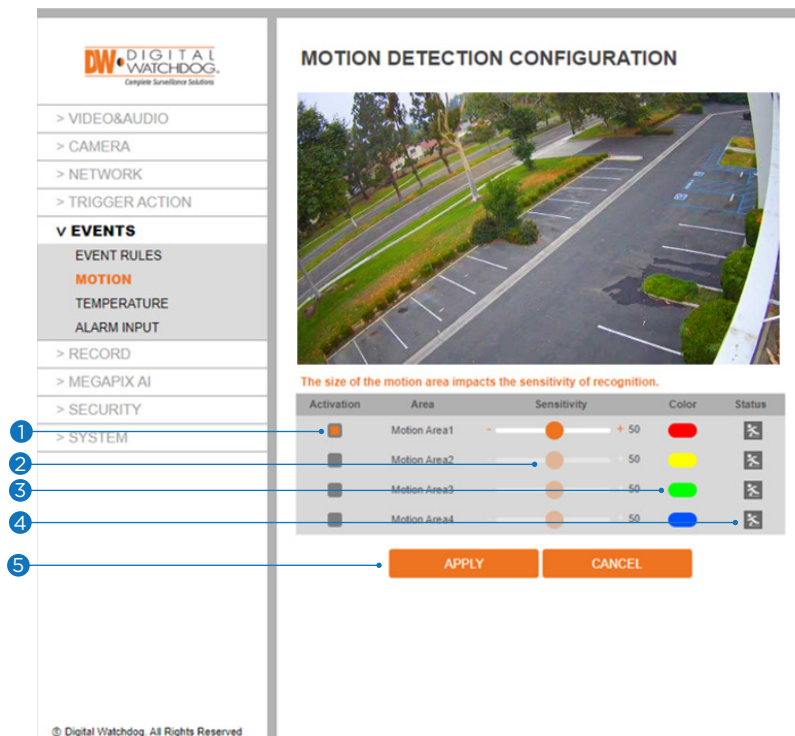 DW DIGITAL
WATCHDOG.
Complete Surveillance Solutions
> VIDEO&AUDIO
> CAMERA
> NETWORK
> TRIGGER ACTION
v EVENTS
EVENT RULES
MOTION
TEMPERATURE
ALARM INPUT
> RECORD
> MEGAPIX AI
> SECURITY
> SYSTEM
® Digital Watchdog. All Rights Reserved
MOTION DETECTION CONFIGURATION
The size of the motion area impacts the sensitivity of recognition.
Activation Area Sensitivity Color Status
1 Motion Area1 - + 50
2 Motion Area2 50
3 Motion Area3 50
4 Motion Area4 50
5 APPLY CANCEL